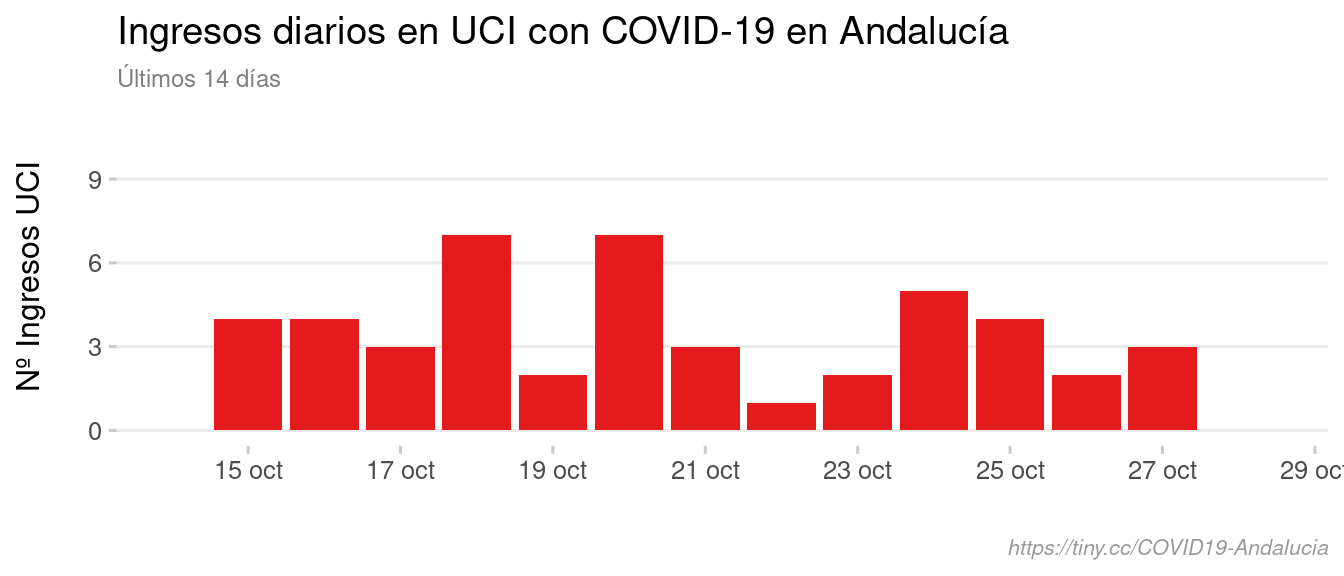 Ingresos diarios en UCI con COVID-19 en Andalucía
Últimos 14 días
Nº Ingresos UCI
9
6
3
0
15 oct 17 oct 19 oct 21 oct 23 oct 25 oct 27 oct 29 oct
https://tiny.cc/COVID19-Andalucia